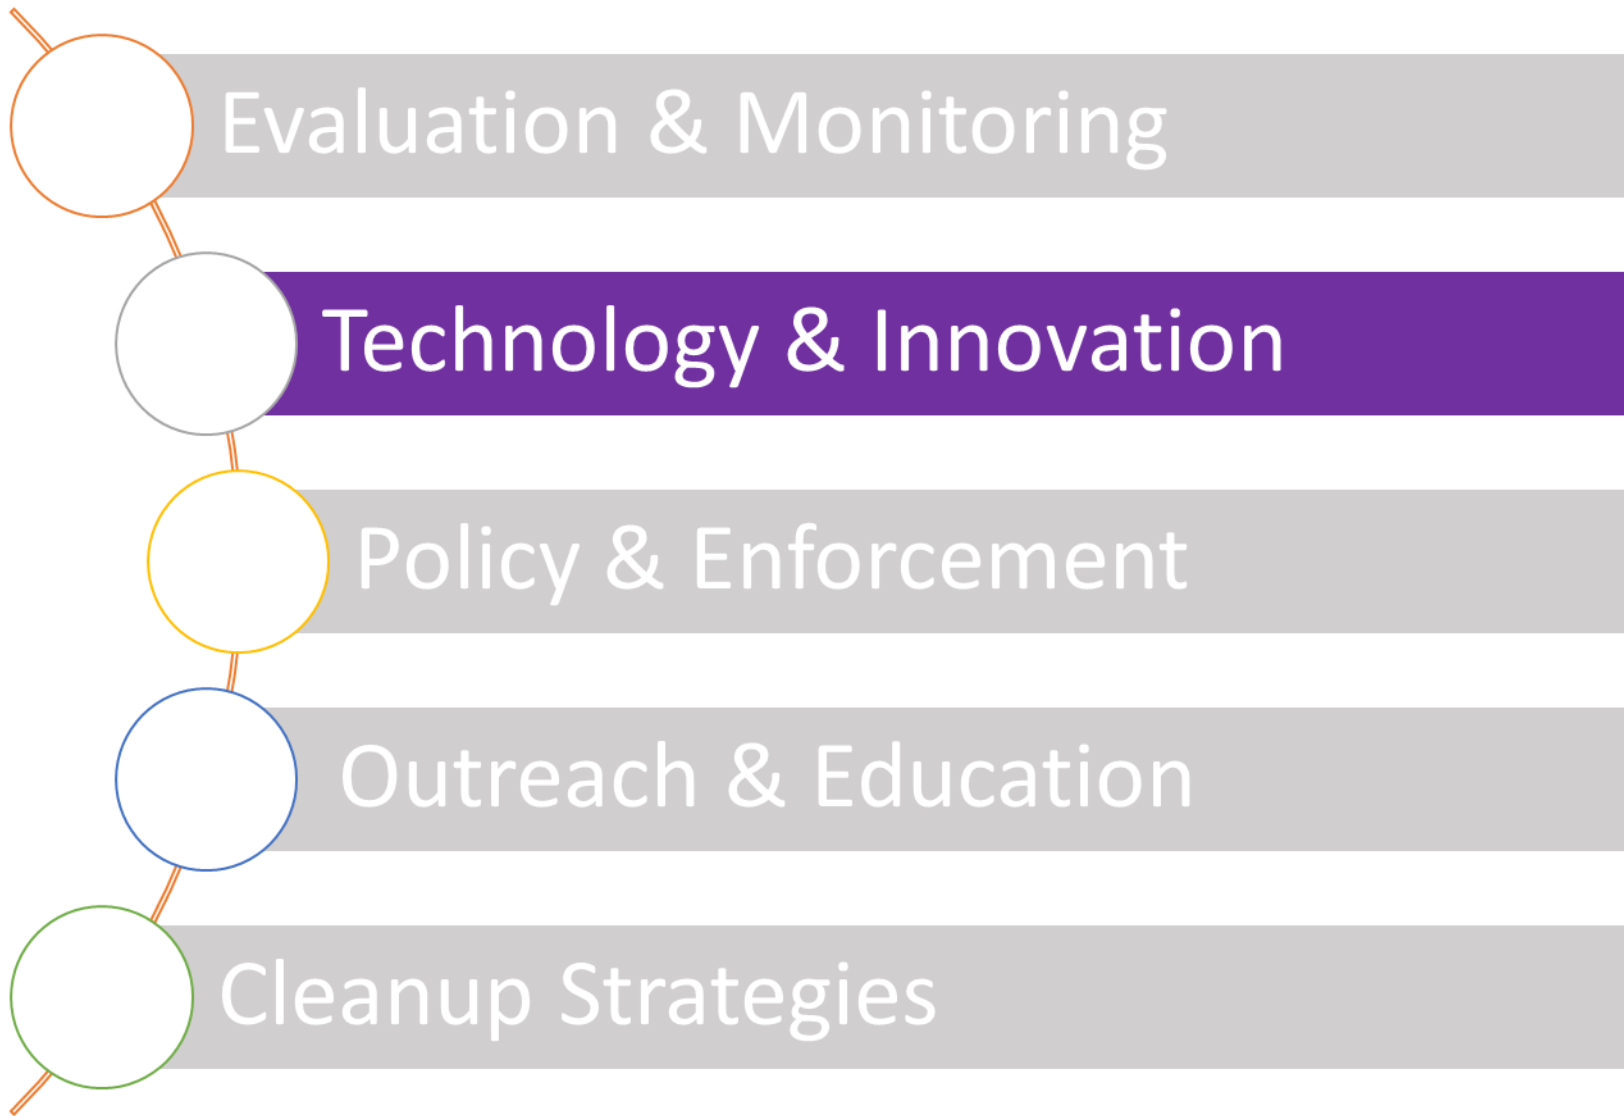 Evaluation & Monitoring
Technology & Innovation
Policy & Enforcement
Outreach & Education
Cleanup Strategies